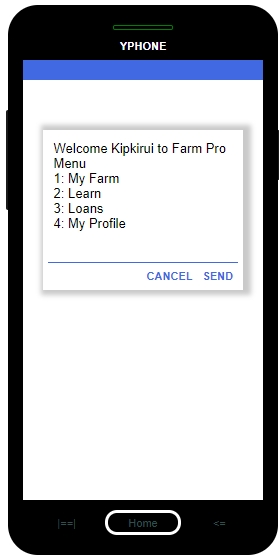 YPHONE
Welcome Kipkirui to Farm Pro
Menu
1: My Farm
2: Learn
3: Loans
4: My Profile
CANCEL SEND
|==| Home <=